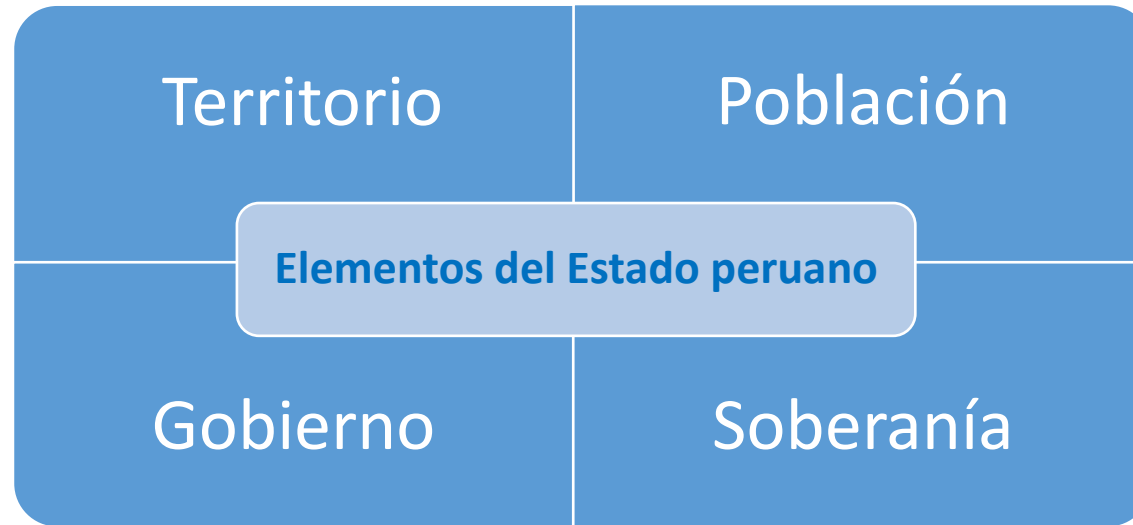 Territorio
Población
Elementos del Estado peruano
Gobierno
Soberanía